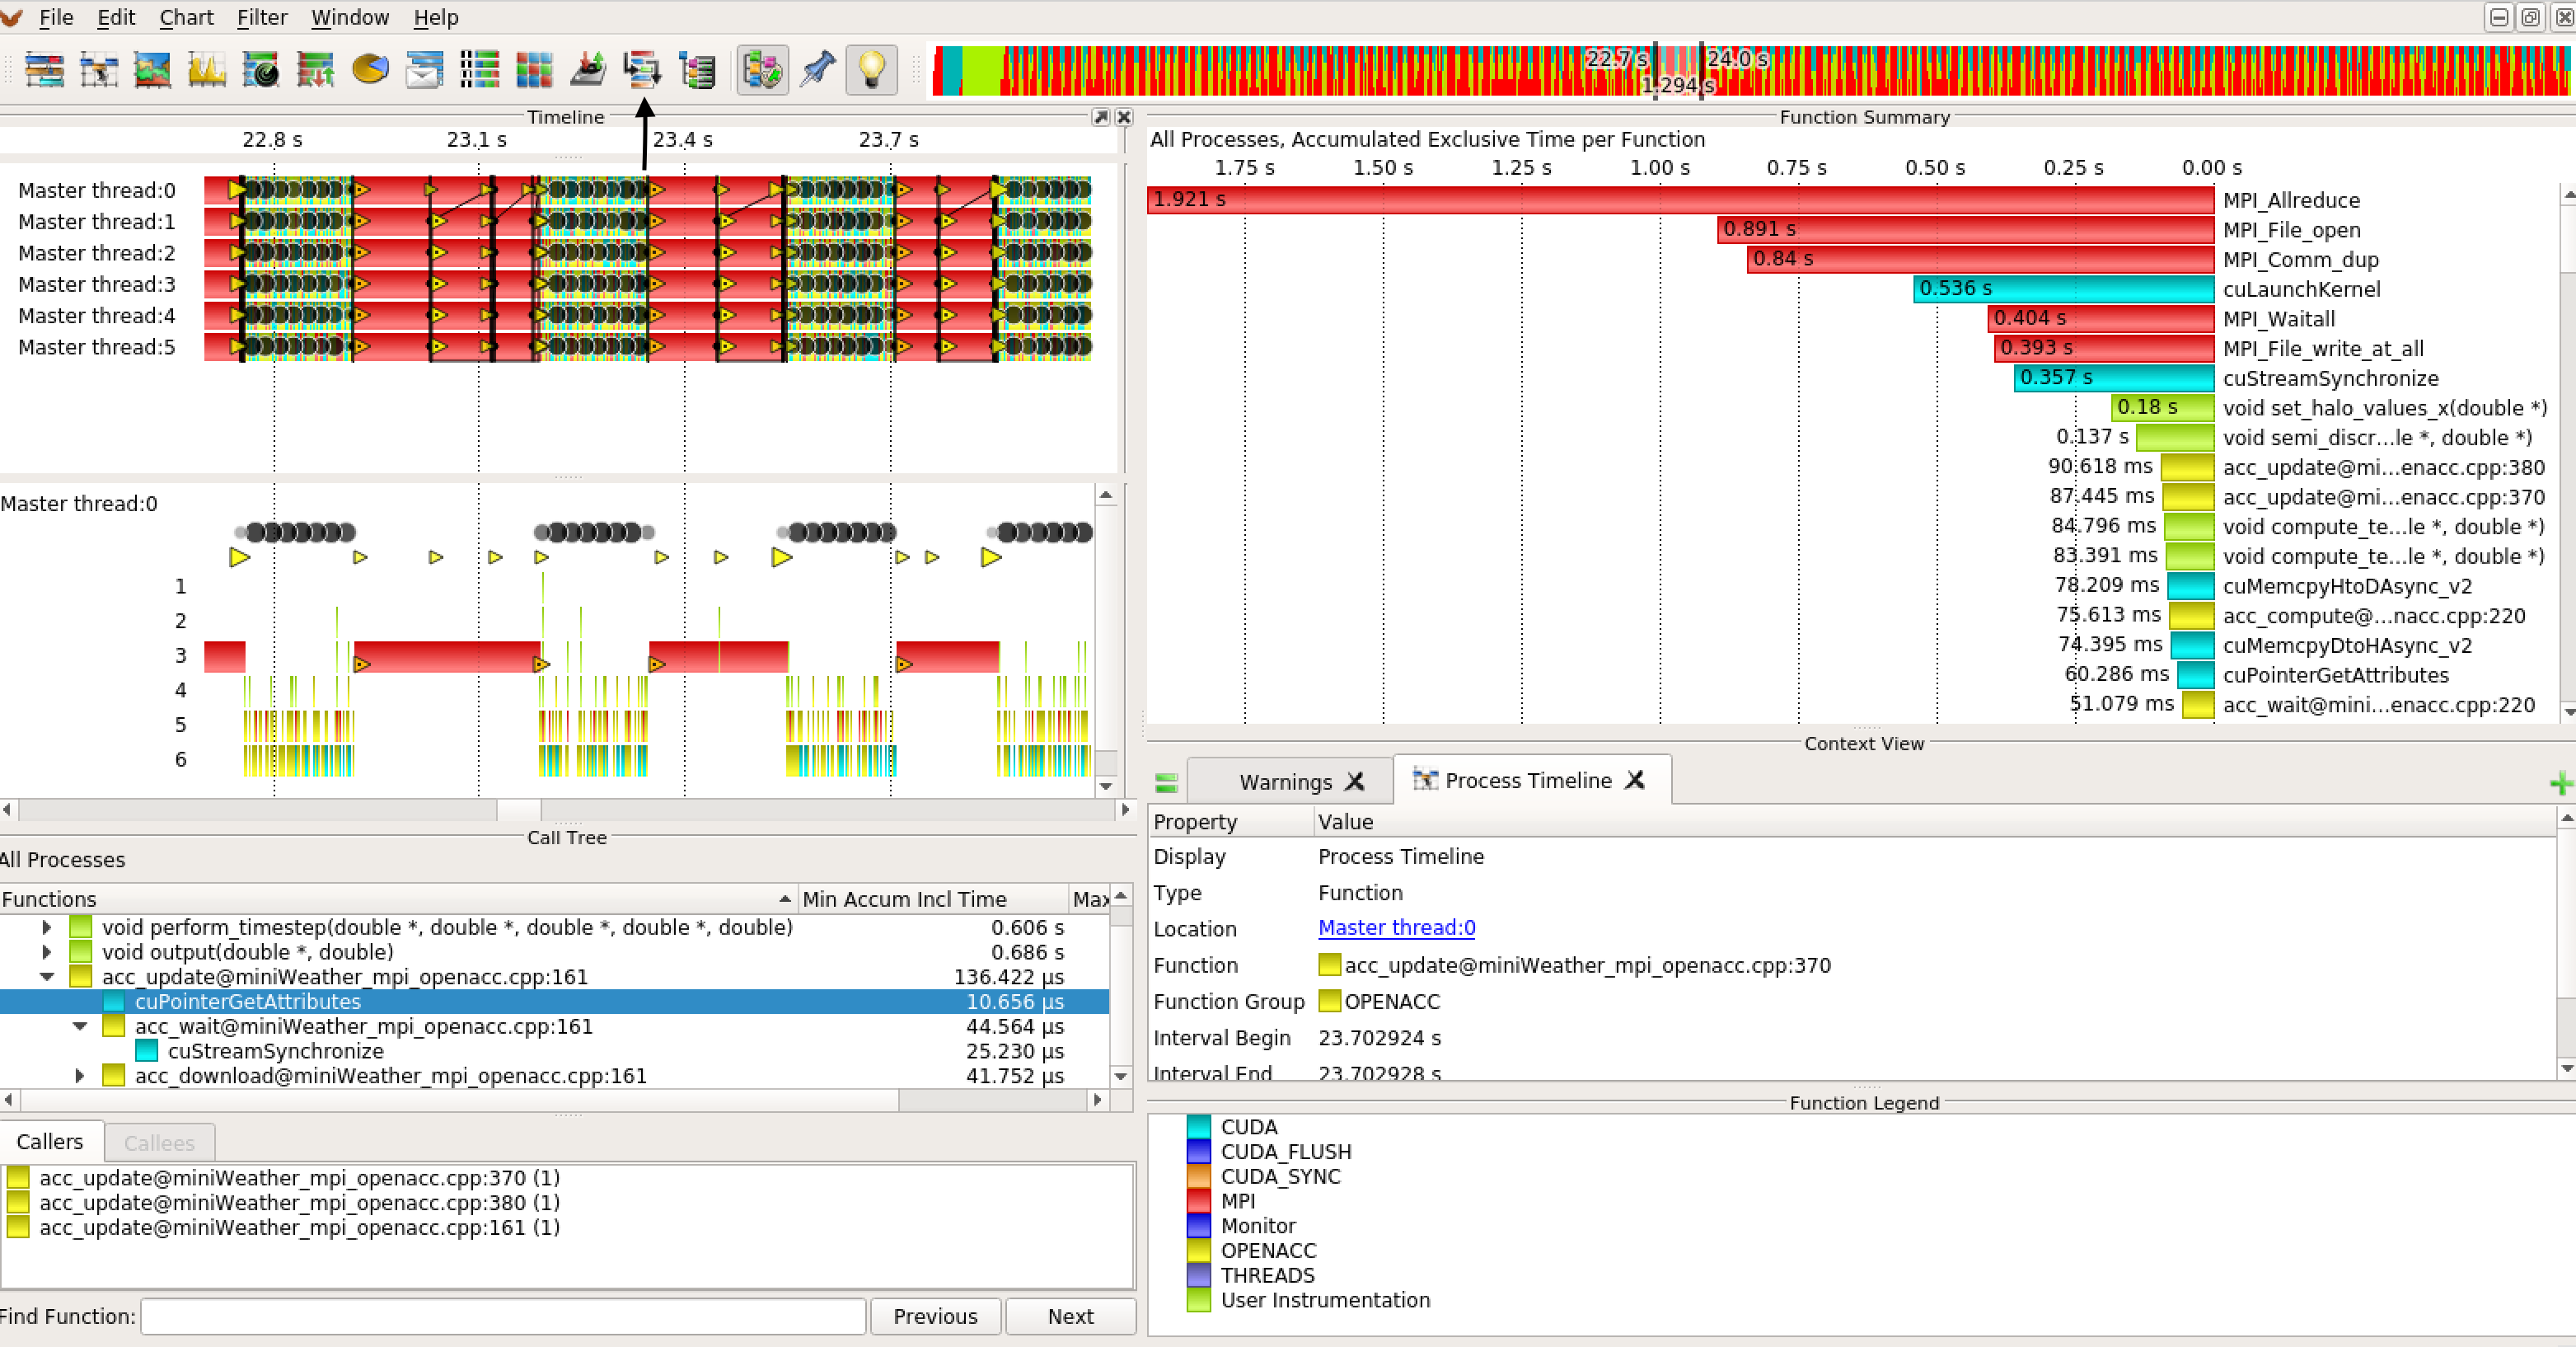 File Edit Chart Filter Window Help
22.7 s 24.0 s
1.294 s
Timeline
22.8 s 23.1 s 23.4 s 23.7 s
Master thread:0
Master thread:1
Master thread:2
Master thread:3
Master thread:4
Master thread:5
Master thread:0
1
2
3
4
5
6
Call Tree
All Processes
Functions Min Accum Incl Time Max
void perform_timestep(double *, double *, double *, double *, double) 0.606 s
void output(double *, double) 0.686 s
acc_update@miniWeather_mpi_openacc.cpp:161 136.422 µs
cuPointerGetAttributes 10.656 µs
acc_wait@miniWeather_mpi_openacc.cpp:161 44.564 µs
cuStreamSynchronize 25.230 µs
acc_download@miniWeather_mpi_openacc.cpp:161 41.752 µs
Callers Callees
acc_update@miniWeather_mpi_openacc.cpp:370 (1)
acc_update@miniWeather_mpi_openacc.cpp:380 (1)
acc_update@miniWeather_mpi_openacc.cpp:161 (1)
Find Function: Previous Next
Function Summary
All Processes, Accumulated Exclusive Time per Function
1.75 s 1.50 s 1.25 s 1.00 s 0.75 s 0.50 s 0.25 s 0.00 s
1.921 s MPI_Allreduce
0.891 s MPI_File_open
0.84 s MPI_Comm_dup
0.536 s cuLaunchKernel
0.404 s MPI_Waitall
0.393 s MPI_File_write_at_all
0.357 s cuStreamSynchronize
0.18 s void set_halo_values_x(double *)
0.137 s void semi_discr...le *, double *)
90.618 ms acc_update@mi...enacc.cpp:380
87.445 ms acc_update@mi...enacc.cpp:370
84.796 ms void compute_te...le *, double *)
83.391 ms void compute_te...le *, double *)
78.209 ms cuMemcpyHtoDAsync_v2
75.613 ms acc_compute@...nacc.cpp:220
74.395 ms cuMemcpyDtoHAsync_v2
60.286 ms cuPointerGetAttributes
51.079 ms acc_wait@mini...enacc.cpp:220
Context View
Warnings Process Timeline
Property Value
Display Process Timeline
Type Function
Location Master thread:0
Function acc_update@miniWeather_mpi_openacc.cpp:370
Function Group OPENACC
Interval Begin 23.702924 s
Interval End 23.702928 s
Function Legend
CUDA
CUDA_FLUSH
CUDA_SYNC
MPI
Monitor
OPENACC
THREADS
User Instrumentation